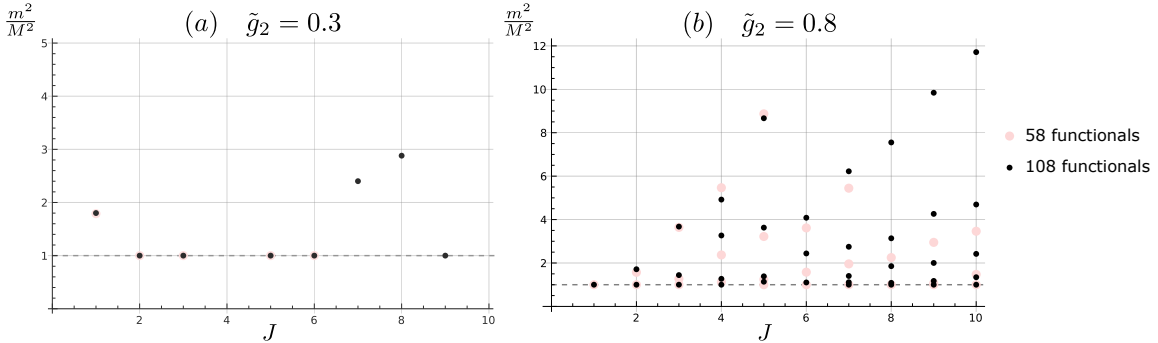 m²/M²
(a) g̃₂ = 0.3
5
4
3
2
1
2 4 6 8 10
J
m²/M²
(b) g̃₂ = 0.8
12
10
8
6
4
2
2 4 6 8 10
J
58 functionals
108 functionals